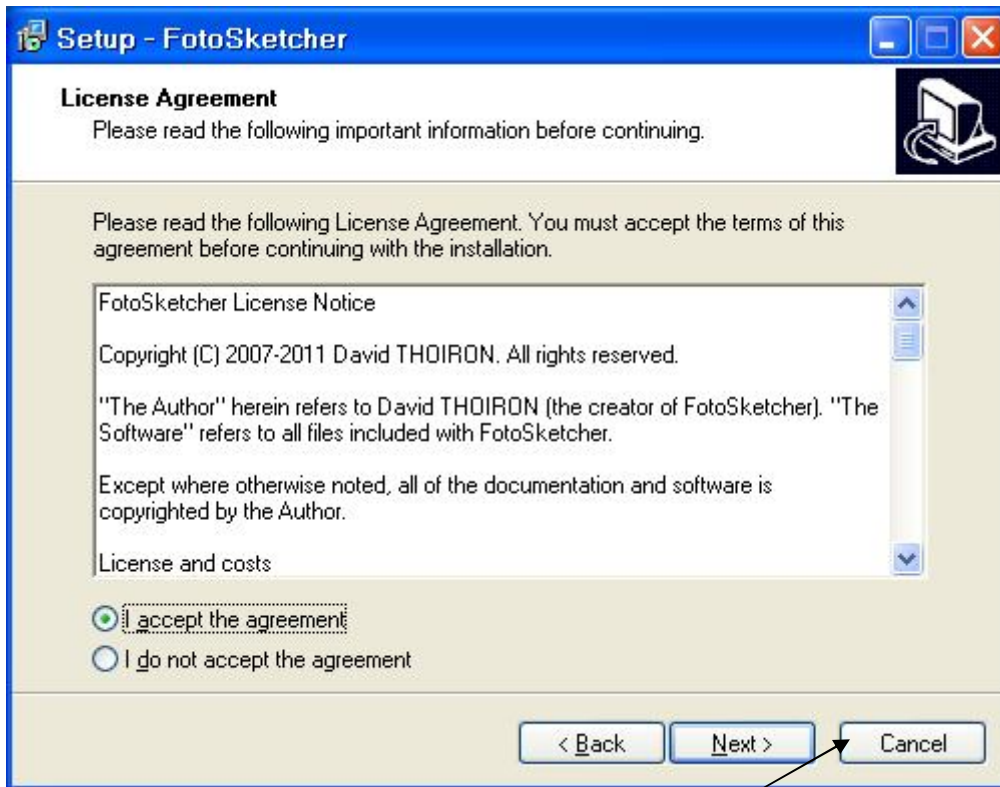 Setup - FotoSketcher
License Agreement
Please read the following important information before continuing.
Please read the following License Agreement. You must accept the terms of this
agreement before continuing with the installation.
FotoSketcher License Notice
Copyright (C) 2007-2011 David THOIRON. All rights reserved.
"The Author" herein refers to David THOIRON (the creator of FotoSketcher). "The
Software" refers to all files included with FotoSketcher.
Except where otherwise noted, all of the documentation and software is
copyrighted by the Author.
License and costs
I accept the agreement
I do not accept the agreement
< Back Next > Cancel